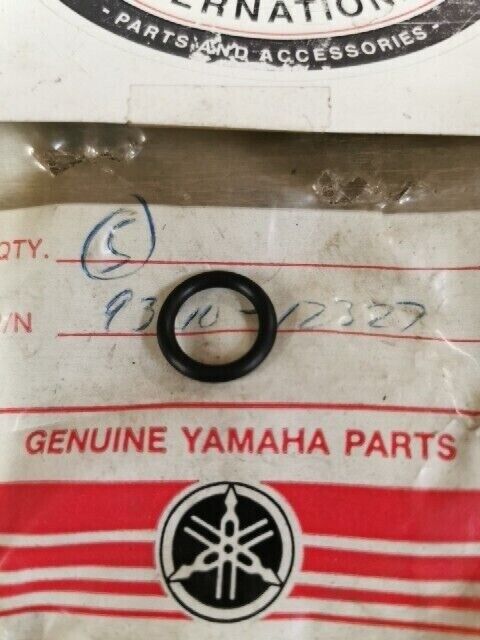 - PARTS AND ACCESSORIES -
QTY. 5
P/N 93210-12327
GENUINE YAMAHA PARTS